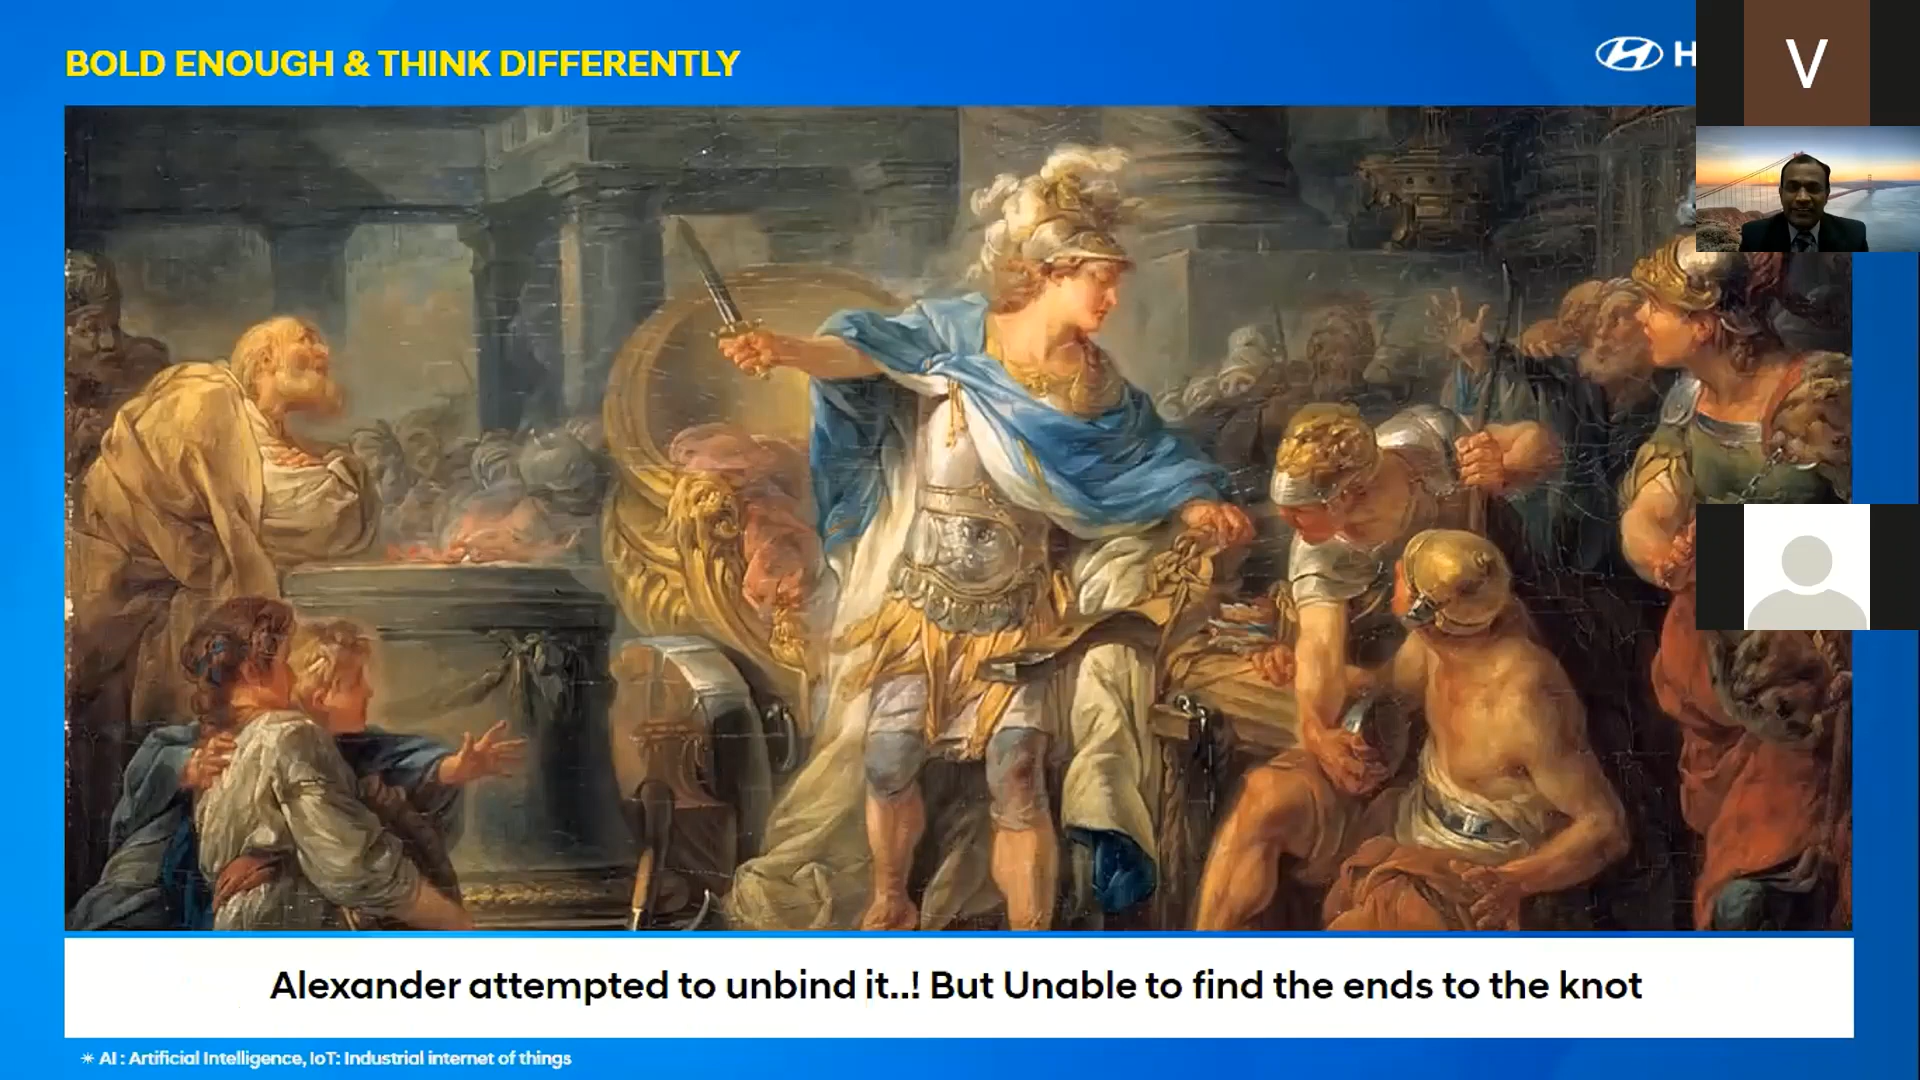 BOLD ENOUGH & THINK DIFFERENTLY
H
V
Alexander attempted to unbind it..! But Unable to find the ends to the knot
✴ AI : Artificial Intelligence, IoT: Industrial internet of things